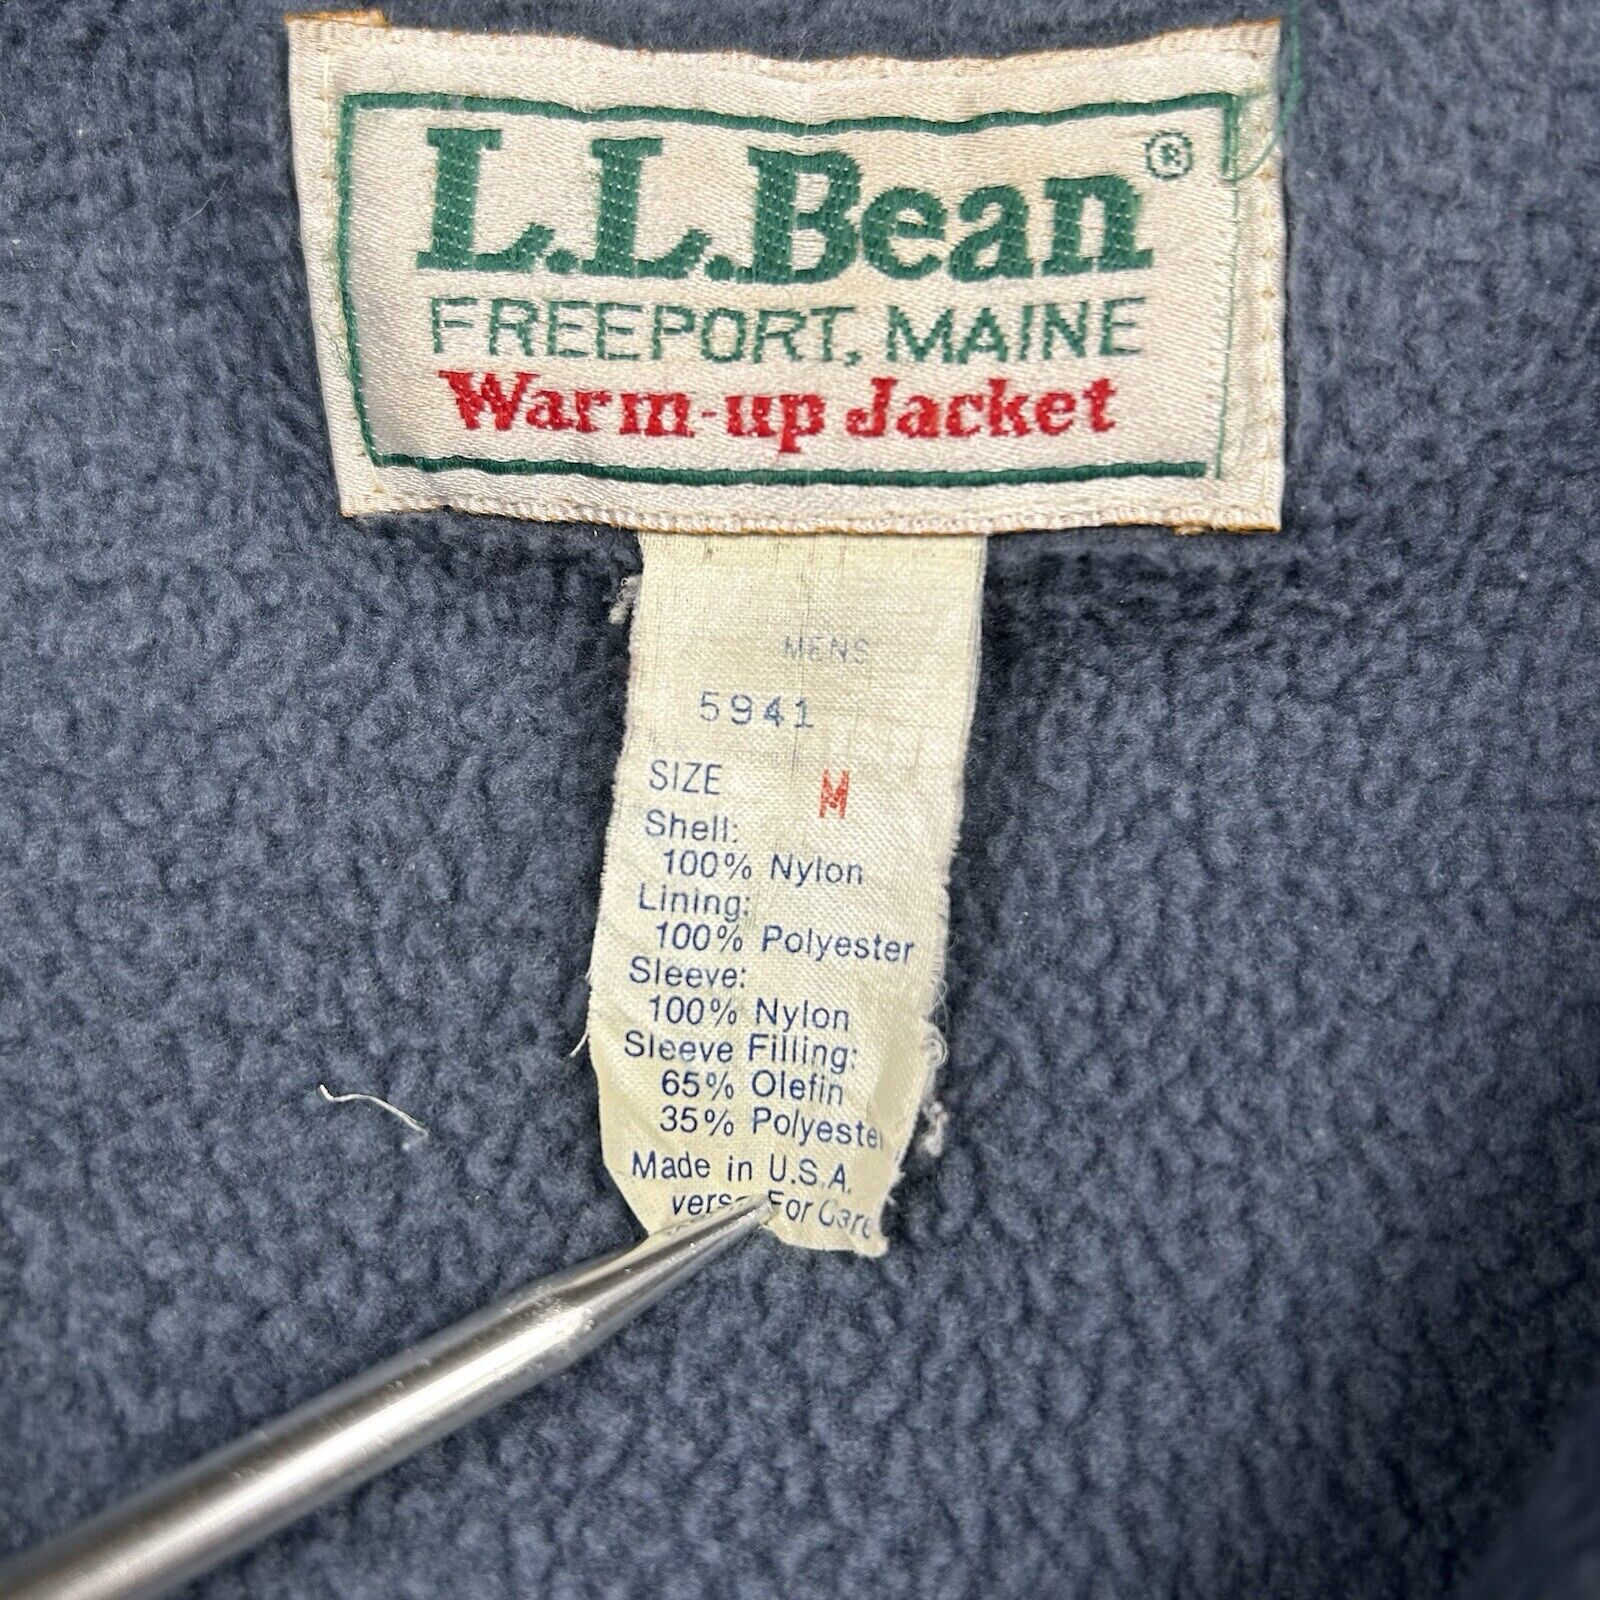 L.L.Bean®
FREEPORT, MAINE
Warm-up Jacket
MENS
5941
SIZE M
Shell:
100% Nylon
Lining:
100% Polyester
Sleeve:
100% Nylon
Sleeve Filling:
65% Olefin
35% Polyeste
Made in U.S.A.
For Care